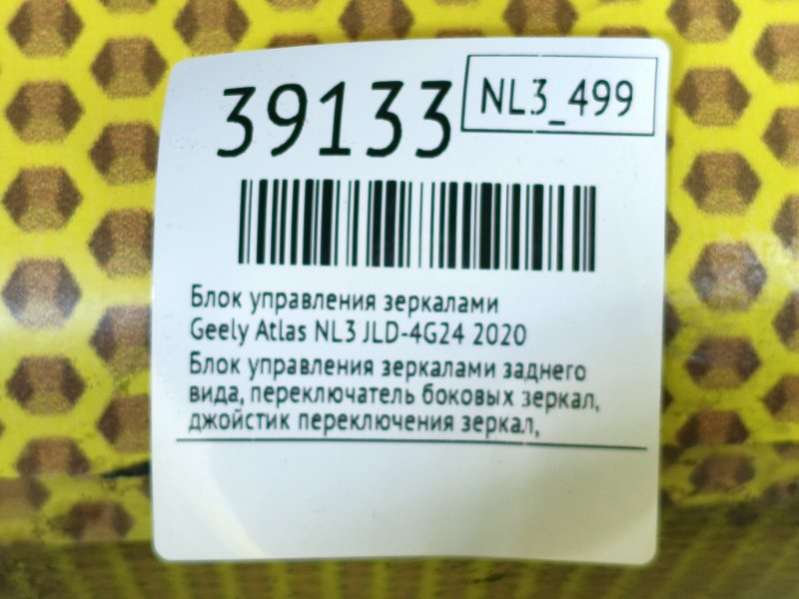 39133
NL3_499
Блок управления зеркалами
Geely Atlas NL3 JLD-4G24 2020
Блок управления зеркалами заднего
вида, переключатель боковых зеркал,
джойстик переключения зеркал,